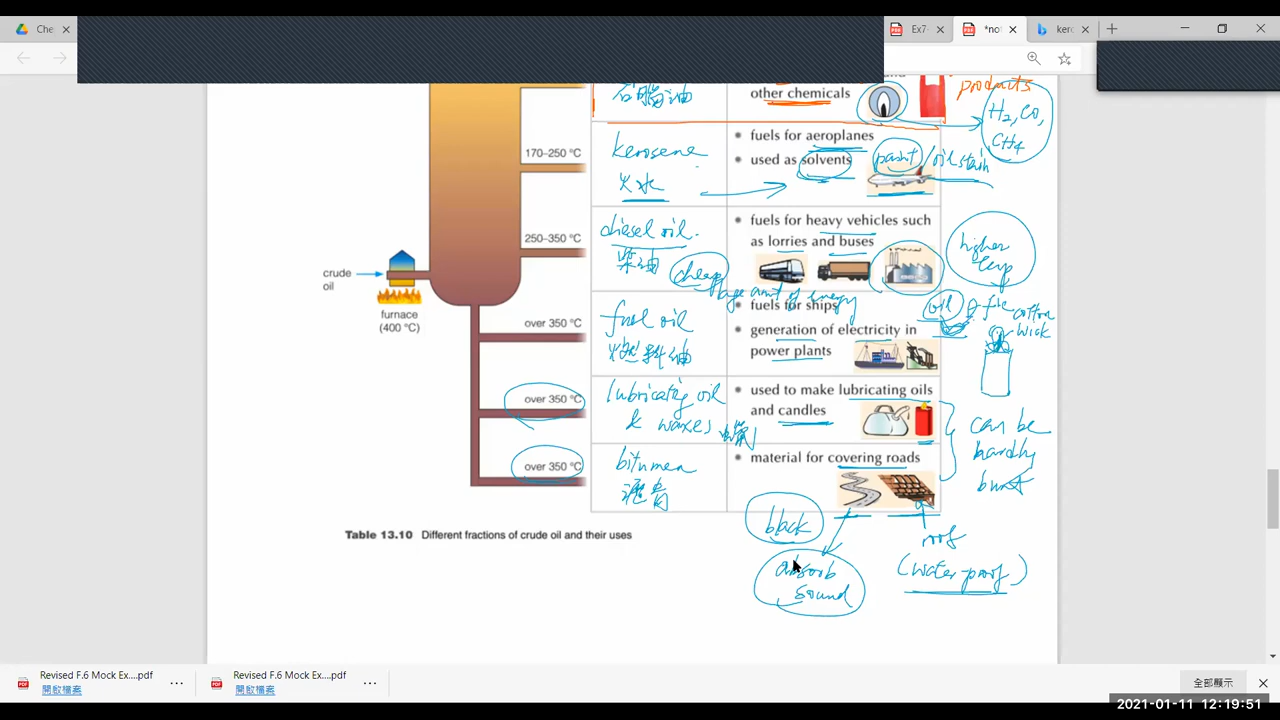 Che
Ex7-
*no
kerc
other chemicals
products
石腦油
H2, CO,
CH4
170–250 °C
kerosene
火水
fuels for aeroplanes
used as solvents
paint / oil stain
250–350 °C
diesel oil.
柴油
fuels for heavy vehicles such
as lorries and buses
higher
temp
crude
oil
furnace
(400 °C)
cheap
large amt of energy
over 350 °C
fuel oil
燃料油
fuels for ships
generation of electricity in
power plants
oil
fire
cotton
wick
over 350 °C
lubricating oil
& waxes 蠟
used to make lubricating oils
and candles
can be
hardly
burnt
over 350 °C
bitumen
瀝青
material for covering roads
black
absorb
sound
roof
(water-proof)
Table 13.10 Different fractions of crude oil and their uses
Revised F.6 Mock Ex....pdf
開啟檔案
Revised F.6 Mock Ex....pdf
開啟檔案
全部顯示
2021-01-11 12:19:51